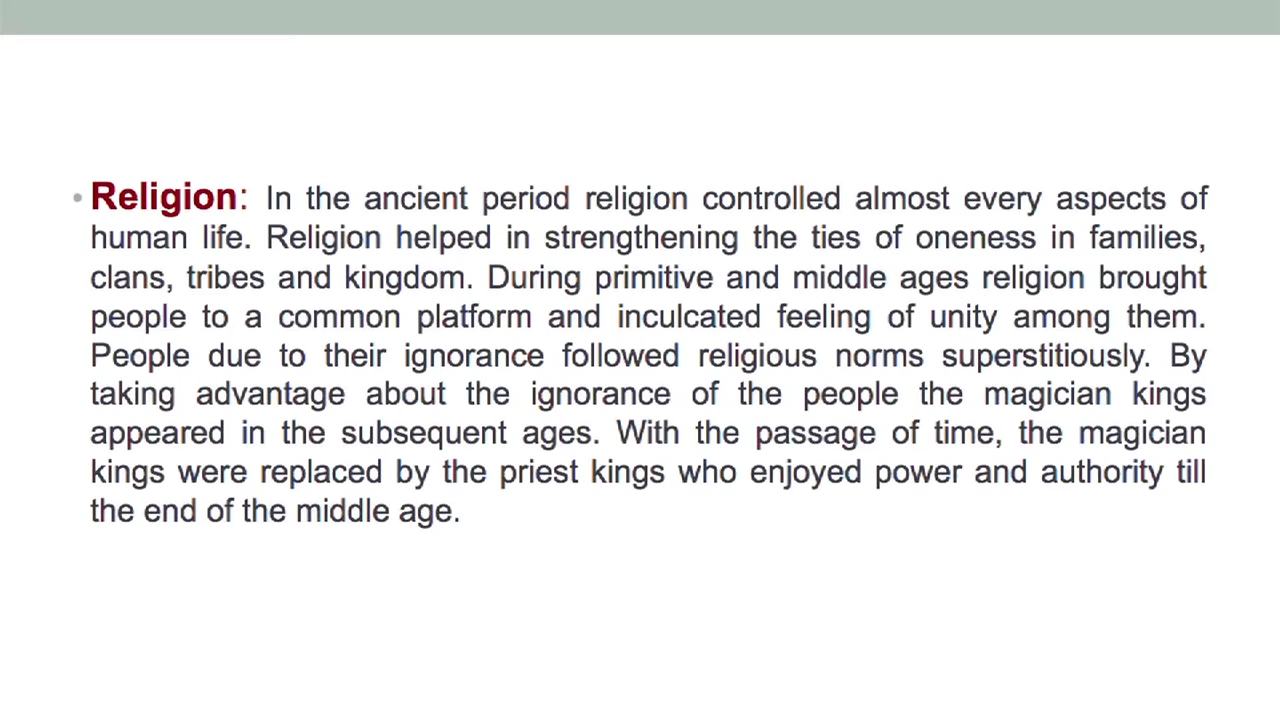 • Religion: In the ancient period religion controlled almost every aspects of
human life. Religion helped in strengthening the ties of oneness in families,
clans, tribes and kingdom. During primitive and middle ages religion brought
people to a common platform and inculcated feeling of unity among them.
People due to their ignorance followed religious norms superstitiously. By
taking advantage about the ignorance of the people the magician kings
appeared in the subsequent ages. With the passage of time, the magician
kings were replaced by the priest kings who enjoyed power and authority till
the end of the middle age.